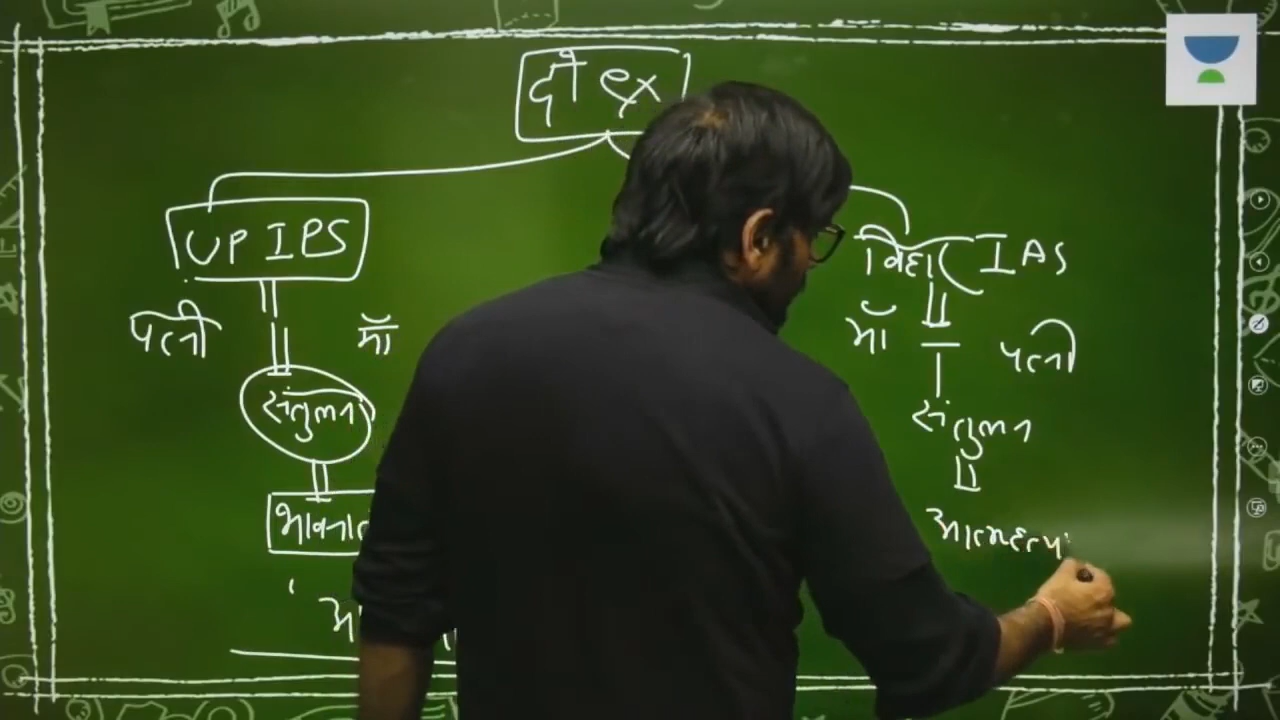 दो ex
UP IPS
बिहार IAS
पत्नी
माँ
माँ
पत्नी
संतुलन
संतुलन
आत्महत्या